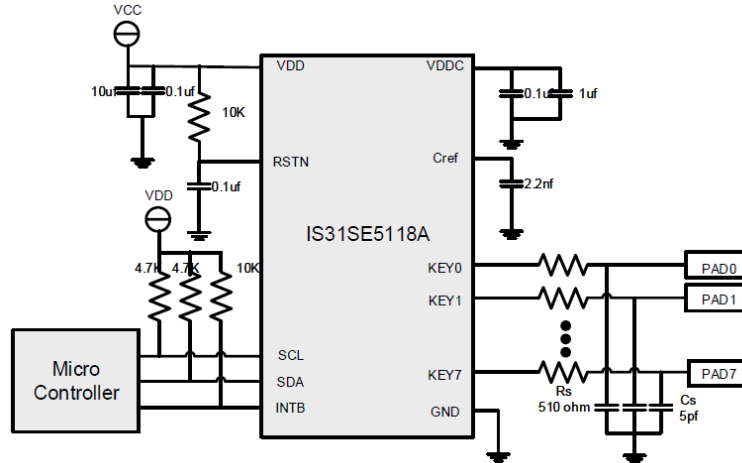 VCC
VDD
VDDC
10uf
0.1uf
0.1uf
1uf
10K
RSTN
Cref
0.1uf
2.2nf
VDD
IS31SE5118A
4.7K
4.7K
10K
KEY0
PAD0
KEY1
PAD1
Micro
Controller
SCL
SDA
INTB
KEY7
PAD7
Rs
510 ohm
Cs
5pf
GND